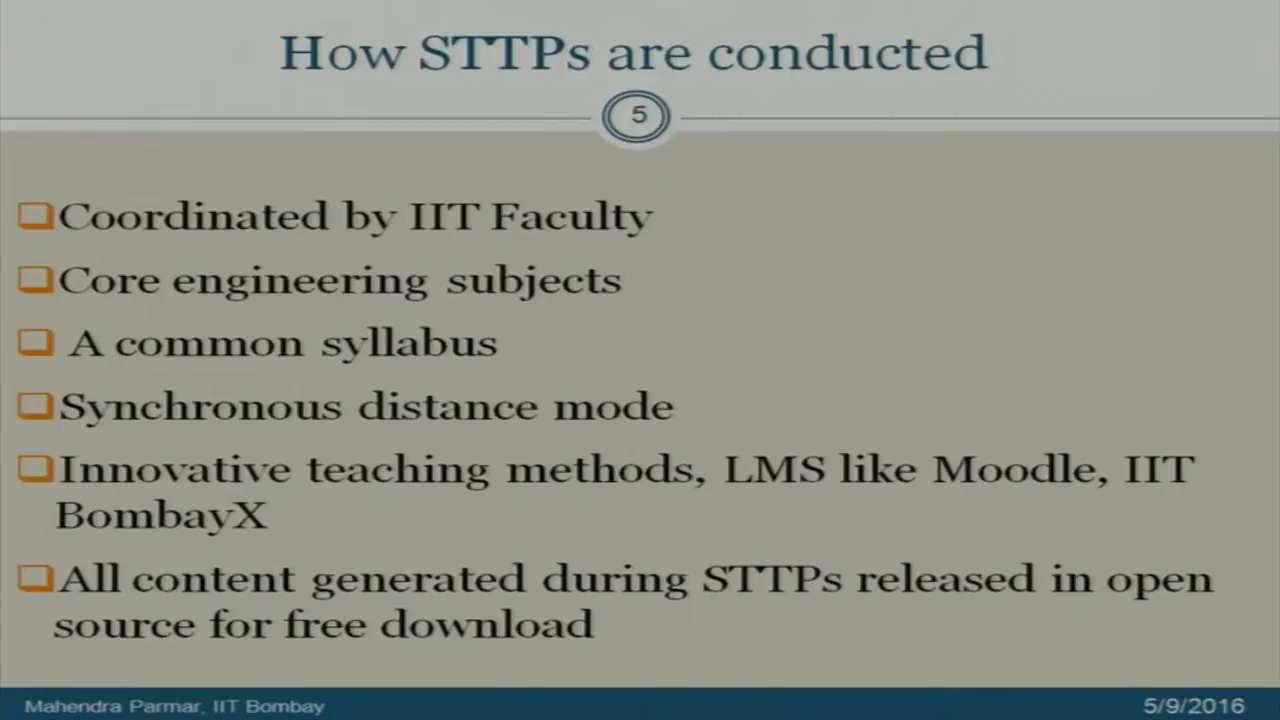 How STTPs are conducted
5
Coordinated by IIT Faculty
Core engineering subjects
A common syllabus
Synchronous distance mode
Innovative teaching methods, LMS like Moodle, IIT
BombayX
All content generated during STTPs released in open
source for free download
Mahendra Parmar, IIT Bombay
5/9/2016